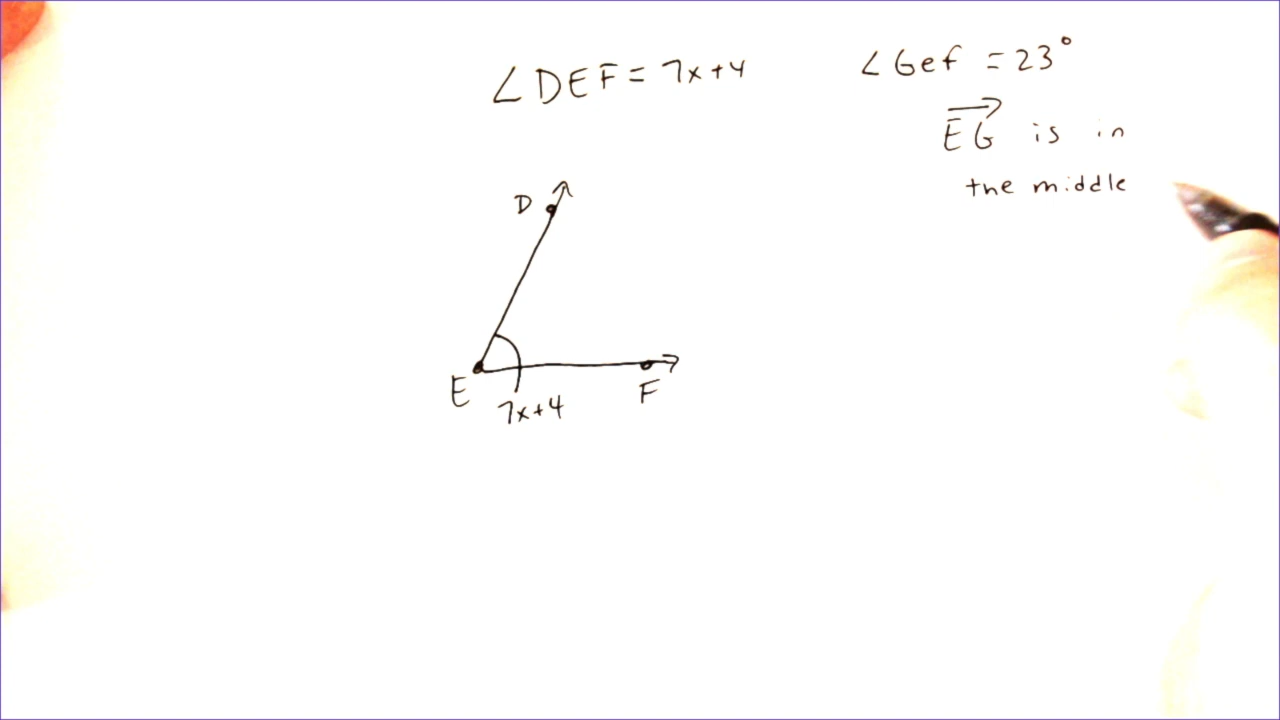 ∠DEF = 7x+4
∠Gef = 23°
→
EG is in
the middle
D
E
7x+4
F